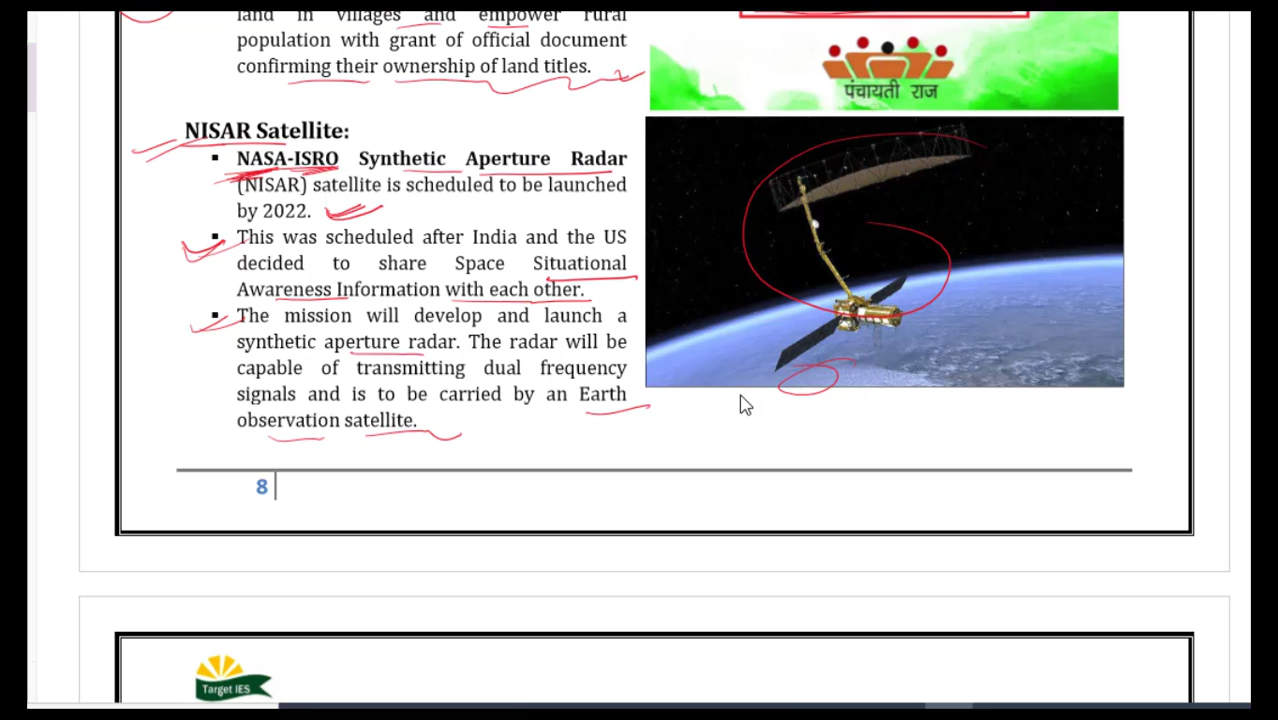 land in villages and empower rural
population with grant of official document
confirming their ownership of land titles.
पंचायती राज
NISAR Satellite:
▪ NASA-ISRO Synthetic Aperture Radar
(NISAR) satellite is scheduled to be launched
by 2022.
▪ This was scheduled after India and the US
decided to share Space Situational
Awareness Information with each other.
▪ The mission will develop and launch a
synthetic aperture radar. The radar will be
capable of transmitting dual frequency
signals and is to be carried by an Earth
observation satellite.
8
Target IES